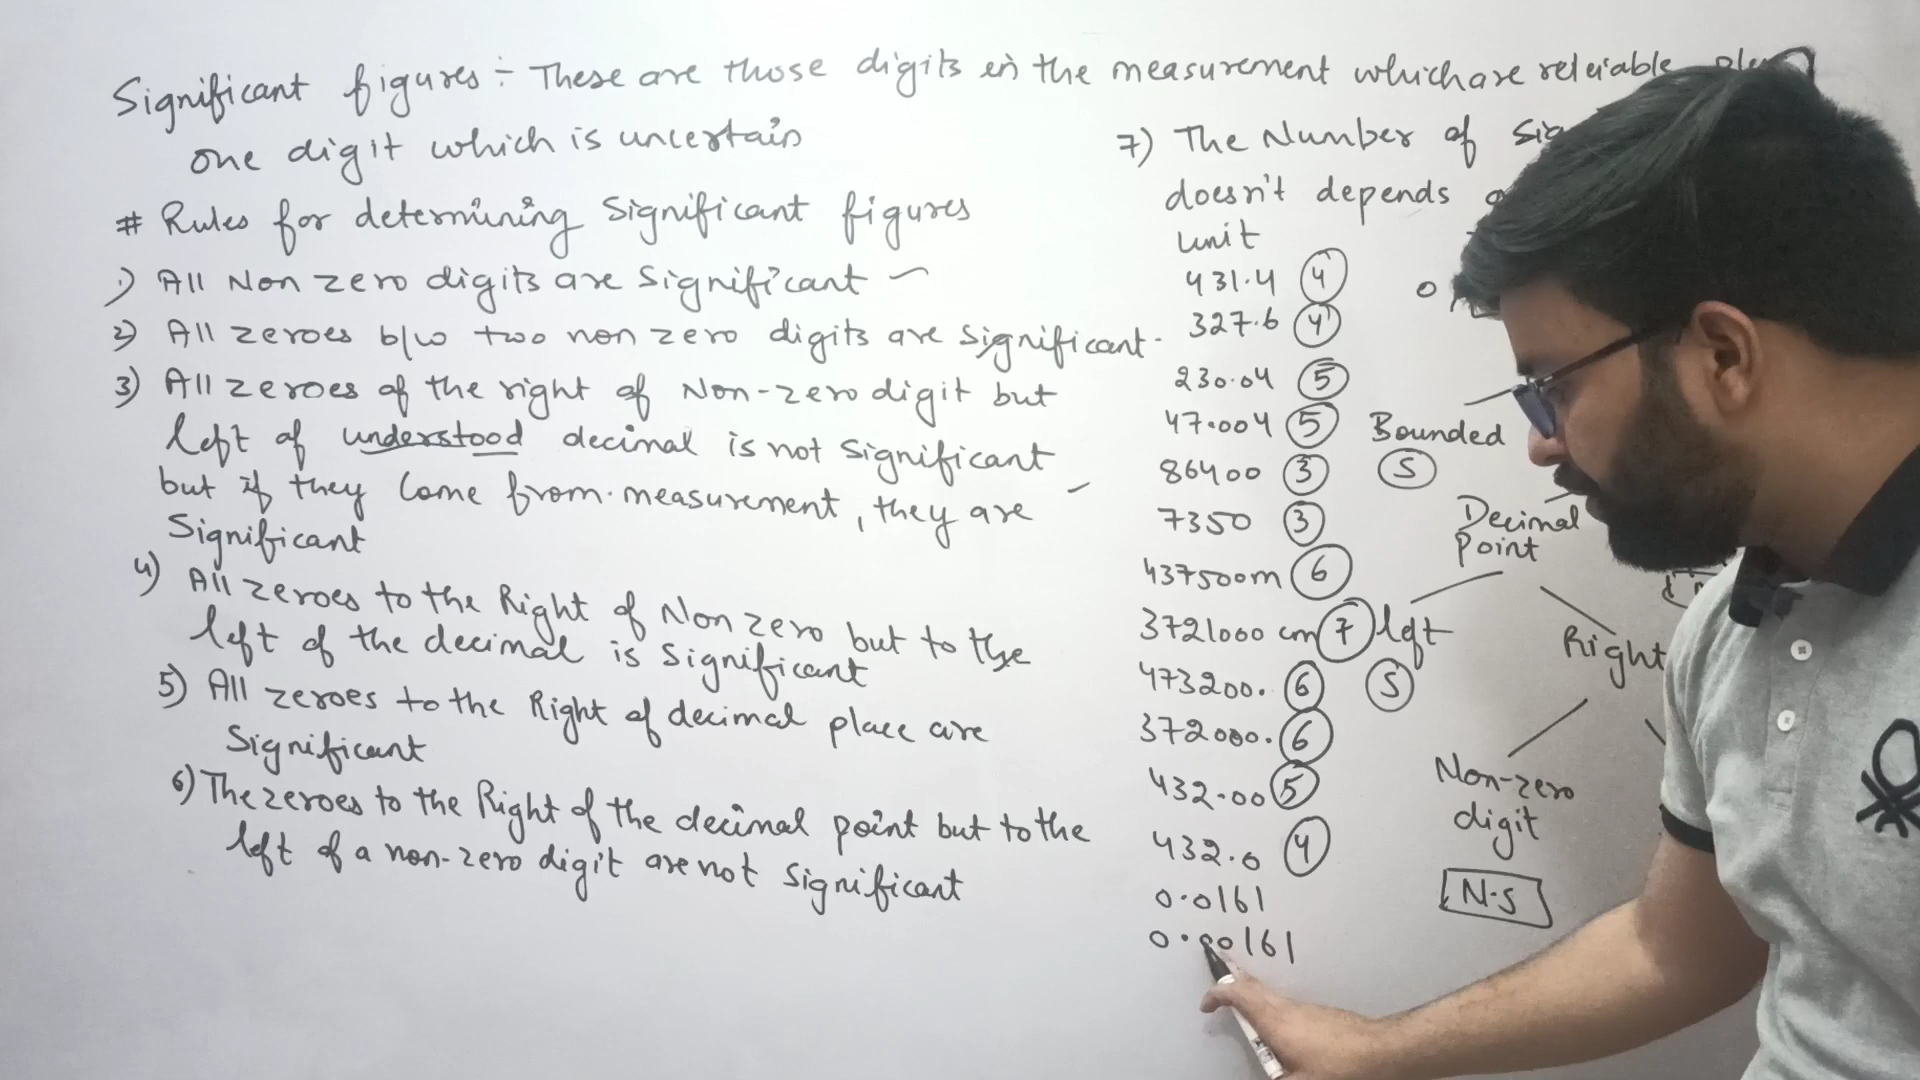 Significant figures :- These are those digits in the measurement which are releiable
one digit which is uncertain
# Rules for determining Significant figures
1) All Non zero digits are Significant
2) All zeroes b/w two non zero digits are significant.
3) All zeroes of the right of Non-zero digit but
left of understood decimal is not significant
but if they Come from measurement, they are
Significant
4) All zeroes to the Right of Non zero but to the
left of the decimal is Significant
5) All zeroes to the Right of decimal place are
Significant
6) The zeroes to the Right of the decimal point but to the
left of a non-zero digit are not significant
7) The Number of
doesn't depends
unit
431.4 4
327.6 4
230.04 5
47.004 5
86400 3
7350 3
437500m 6
3721000 cm 7
473200. 6
372000. 6
432.00 5
432.0 4
0.0161
0.00161
0
Bounded
S
Decimal
Point
left
S
Right
Non-zero
digit
N.S